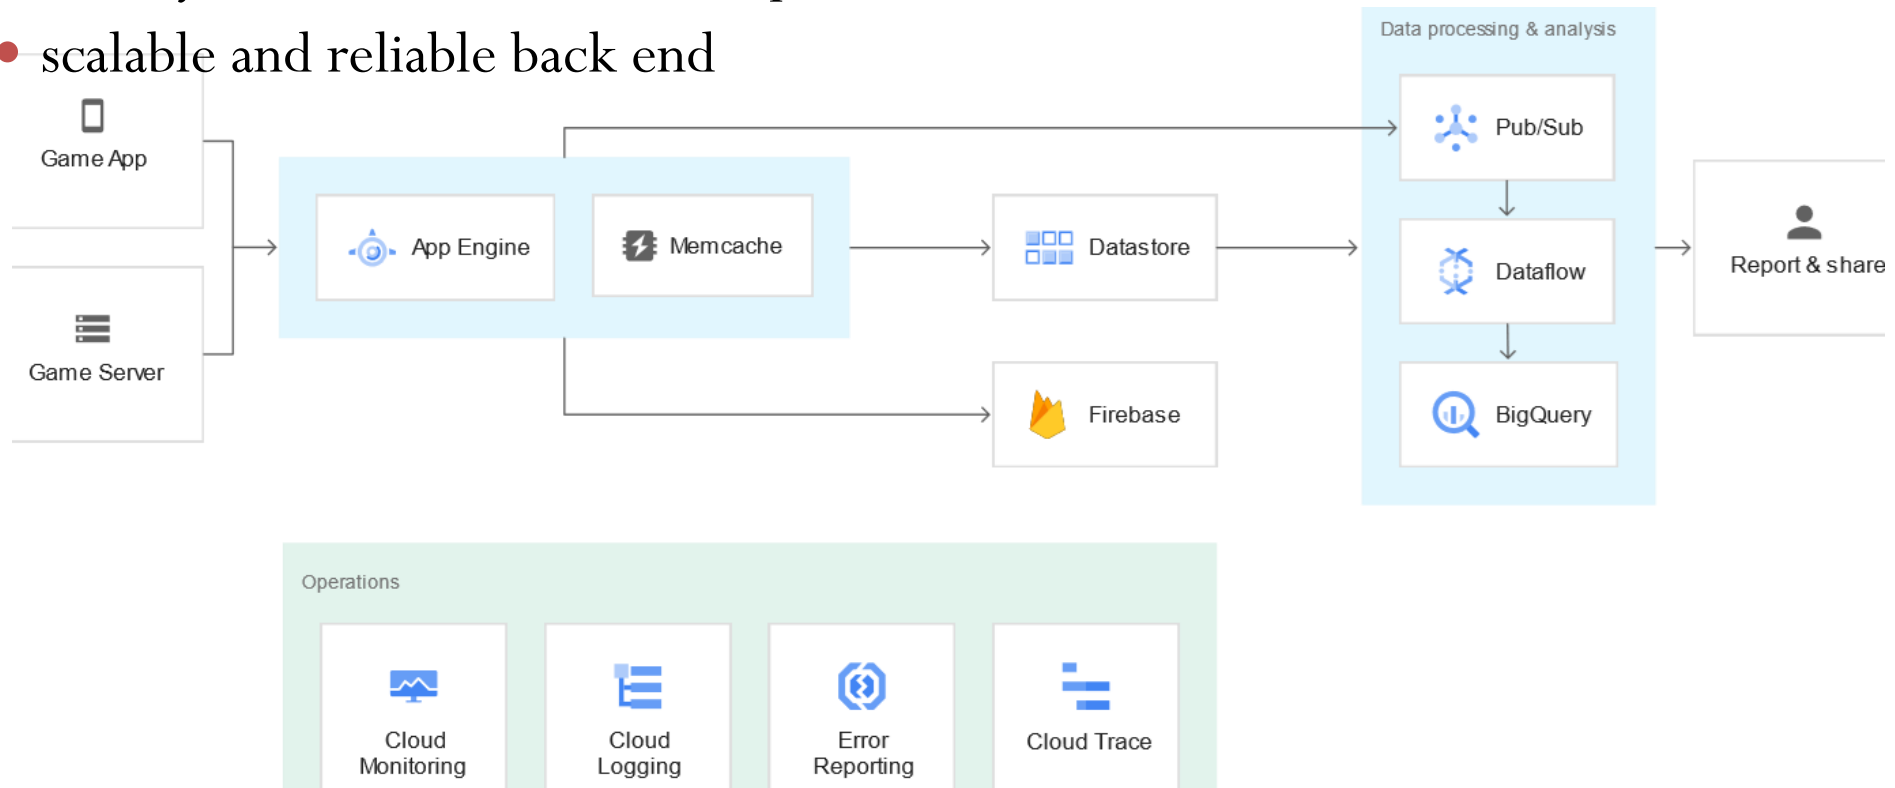 • scalable and reliable back end
Game App
Game Server
App Engine
Memcache
Datastore
Firebase
Data processing & analysis
Pub/Sub
Dataflow
BigQuery
Report & share
Operations
Cloud
Monitoring
Cloud
Logging
Error
Reporting
Cloud Trace